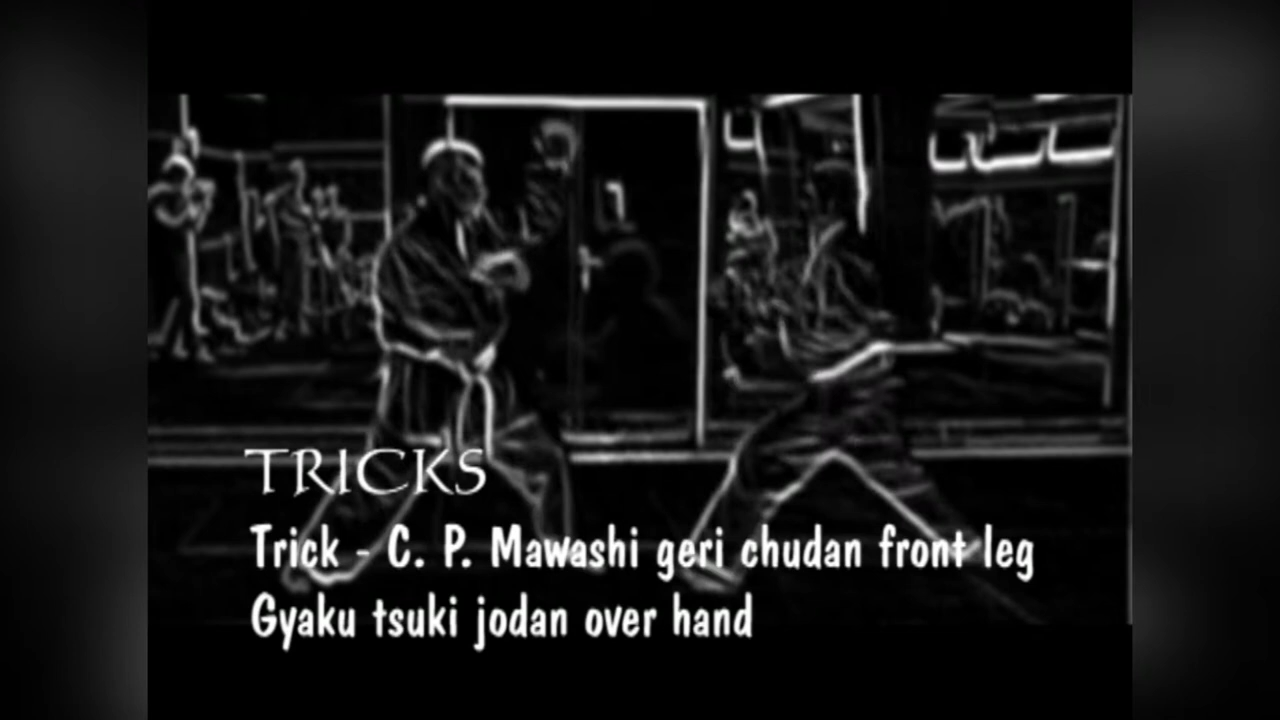 TRICKS
Trick - C. P. Mawashi geri chudan front leg
Gyaku tsuki jodan over hand